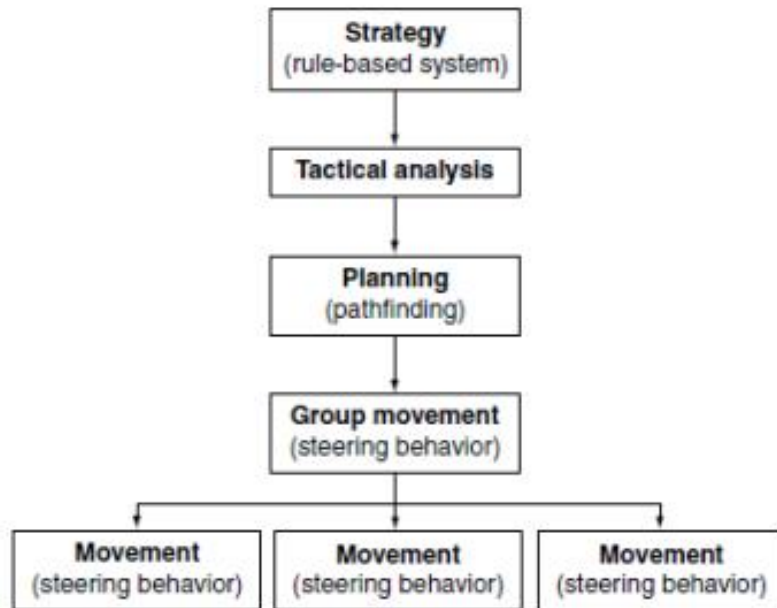 Strategy
(rule-based system)
Tactical analysis
Planning
(pathfinding)
Group movement
(steering behavior)
Movement
(steering behavior)
Movement
(steering behavior)
Movement
(steering behavior)